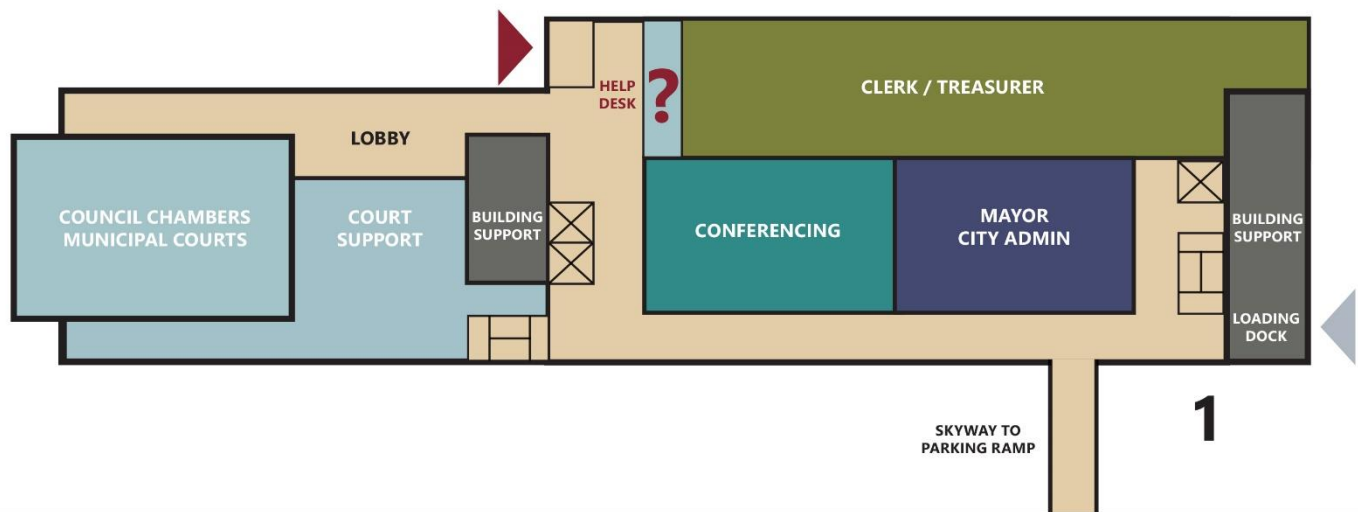 HELP
DESK
?
CLERK / TREASURER
LOBBY
COUNCIL CHAMBERS
MUNICIPAL COURTS
COURT
SUPPORT
BUILDING
SUPPORT
CONFERENCING
MAYOR
CITY ADMIN
BUILDING
SUPPORT
LOADING
DOCK
SKYWAY TO
PARKING RAMP
1